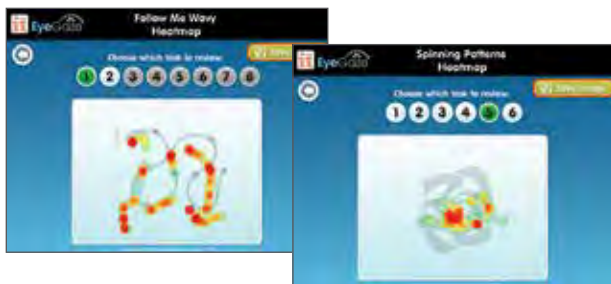 EyeGaze
Follow Me Wavy
Heatmap
Choose which task to review:
1 2 3 4 5 6 7 8
EyeGaze
Spinning Patterns
Heatmap
Save Image
Choose which task to review:
1 2 3 4 5 6